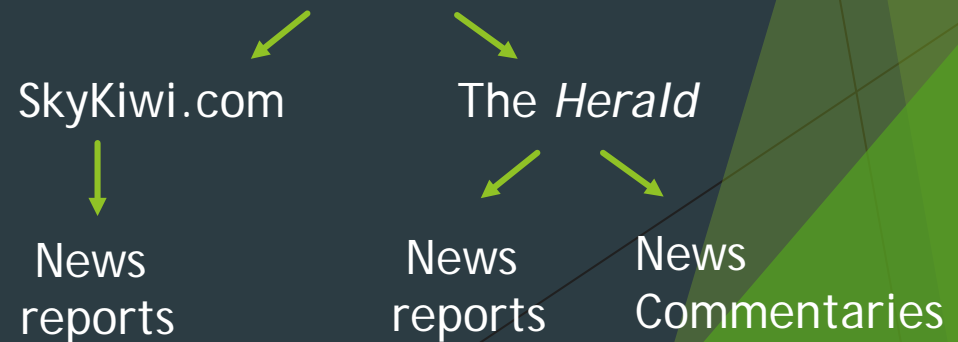 SkyKiwi.com
The Herald
News
reports
News
reports
News
Commentaries